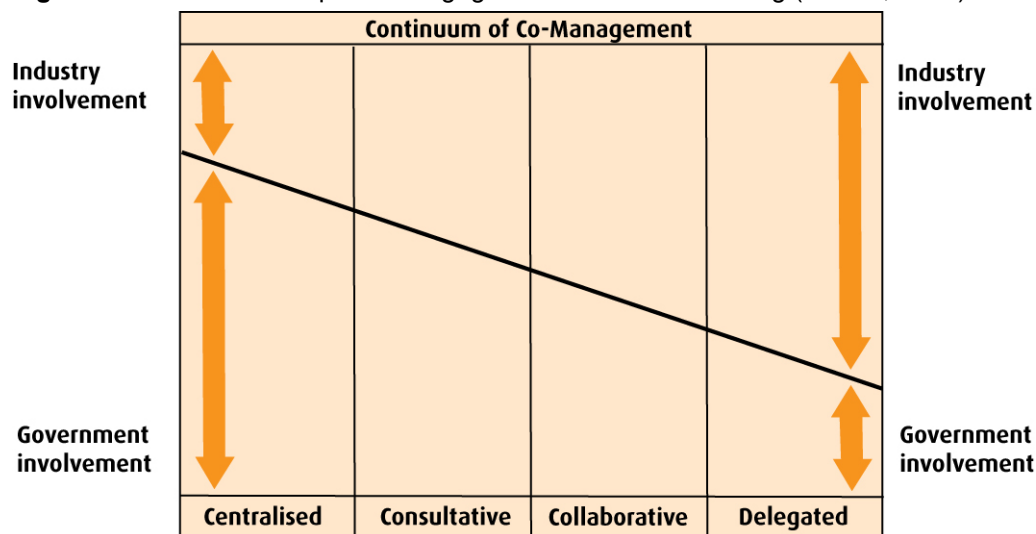 Continuum of Co-Management
Industry
involvement
Industry
involvement
Government
involvement
Government
involvement
Centralised
Consultative
Collaborative
Delegated